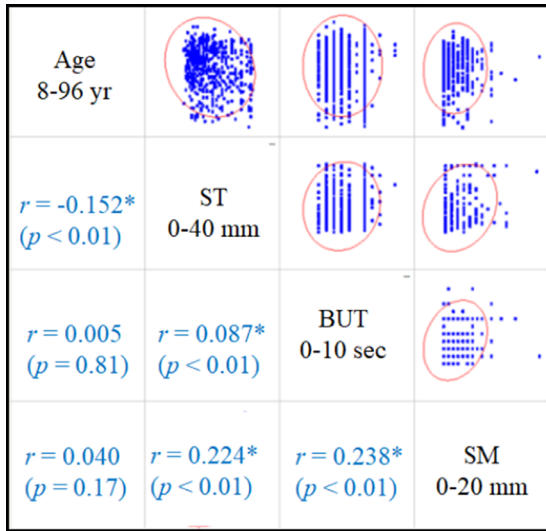 Age
8-96 yr
r = -0.152*
(p < 0.01)
ST
0-40 mm
r = 0.005
(p = 0.81)
r = 0.087*
(p < 0.01)
BUT
0-10 sec
r = 0.040
(p = 0.17)
r = 0.224*
(p < 0.01)
r = 0.238*
(p < 0.01)
SM
0-20 mm